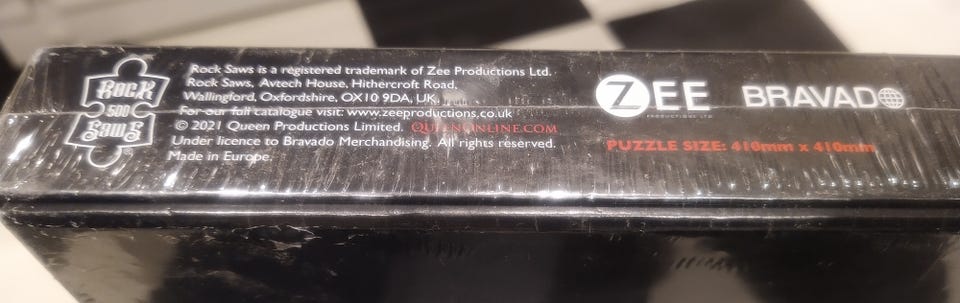 Rock
500
Saws
Rock Saws is a registered trademark of Zee Productions Ltd.
Rock Saws, Avtech House, Hithercroft Road,
Wallingford, Oxfordshire, OX10 9DA, UK.
For our full catalogue visit: www.zeeproductions.co.uk
© 2021 Queen Productions Limited. QUEENONLINE.COM
Under licence to Bravado Merchandising. All rights reserved.
Made in Europe.
ZEE
PRODUCTIONS LTD
BRAVADO
PUZZLE SIZE: 410mm x 410mm